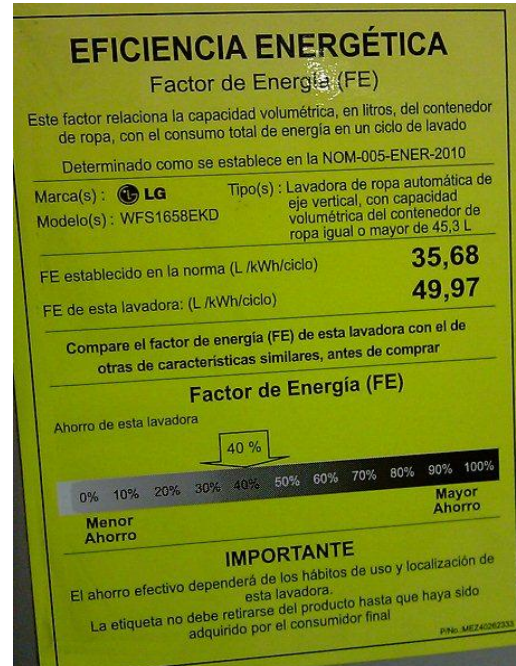 EFICIENCIA ENERGÉTICA
Factor de Energía (FE)
Este factor relaciona la capacidad volumétrica, en litros, del contenedor
de ropa, con el consumo total de energía en un ciclo de lavado
Determinado como se establece en la NOM-005-ENER-2010
Marca(s) : LG
Modelo(s) : WFS1658EKD
Tipo(s) : Lavadora de ropa automática de
eje vertical, con capacidad
volumétrica del contenedor de
ropa igual o mayor de 45,3 L
FE establecido en la norma (L /kWh/ciclo) 35,68
FE de esta lavadora: (L /kWh/ciclo) 49,97
Compare el factor de energía (FE) de esta lavadora con el de
otras de características similares, antes de comprar
Factor de Energía (FE)
Ahorro de esta lavadora
40 %
0% 10% 20% 30% 40% 50% 60% 70% 80% 90% 100%
Menor
Ahorro
Mayor
Ahorro
IMPORTANTE
El ahorro efectivo dependerá de los hábitos de uso y localización de
esta lavadora.
La etiqueta no debe retirarse del producto hasta que haya sido
adquirido por el consumidor final
P/No.:MEZ40262333